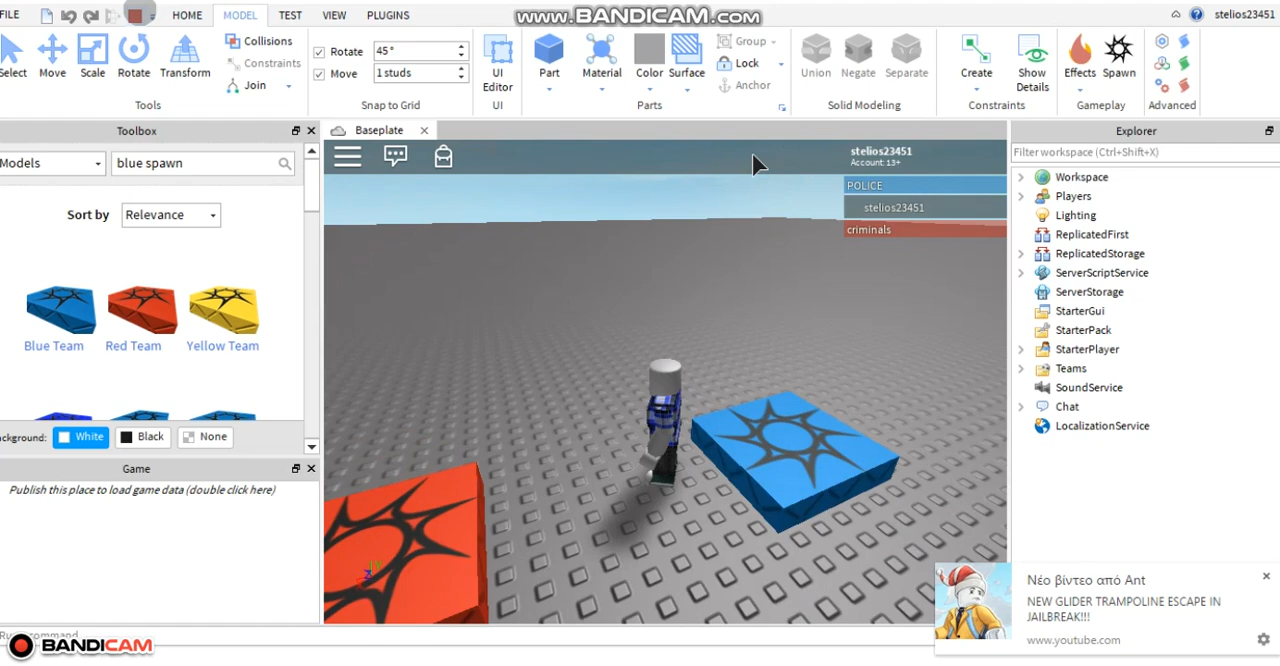 FILE HOME MODEL TEST VIEW PLUGINS www.BANDICAM.com stelios23451
Collisions
Constraints
Join
Select Move Scale Rotate Transform
Tools
Rotate 45°
Move 1 studs
Snap to Grid
UI
Editor
UI
Part Material Color Surface
Group
Lock
Anchor
Parts
Union Negate Separate
Solid Modeling
Create Show
Details
Constraints
Effects Spawn
Gameplay
Advanced
Toolbox
Models blue spawn
Sort by Relevance
Blue Team Red Team Yellow Team
ckground: White Black None
Game
Publish this place to load game data (double click here)
BANDICAM
Baseplate
stelios23451
Account: 13+
POLICE
stelios23451
criminals
Explorer
Filter workspace (Ctrl+Shift+X)
Workspace
Players
Lighting
ReplicatedFirst
ReplicatedStorage
ServerScriptService
ServerStorage
StarterGui
StarterPack
StarterPlayer
Teams
SoundService
Chat
LocalizationService
Νέο βίντεο από Ant
NEW GLIDER TRAMPOLINE ESCAPE IN
JAILBREAK!!!
www.youtube.com